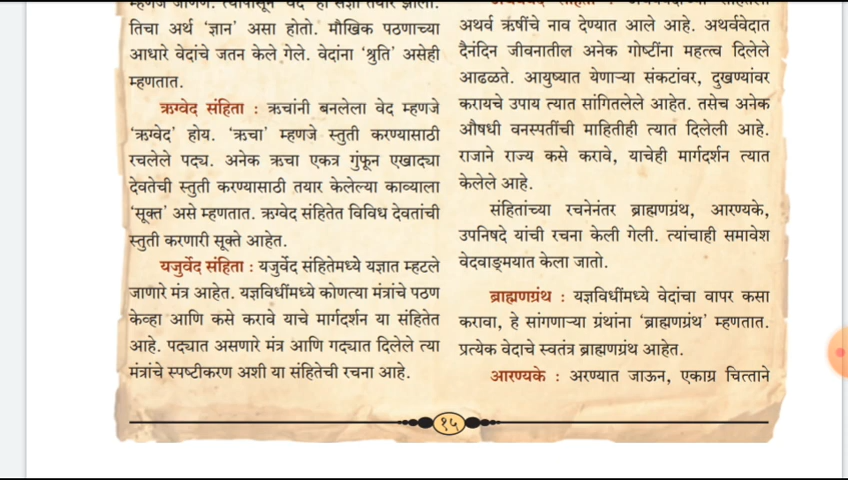 म्हणजे जाणणे. त्यापासून 'वेद' ही संज्ञा तयार झाली.
तिचा अर्थ 'ज्ञान' असा होतो. मौखिक पठणाच्या
आधारे वेदांचे जतन केले गेले. वेदांना 'श्रुति' असेही
म्हणतात.
ऋग्वेद संहिता : ऋचांनी बनलेला वेद म्हणजे
'ऋग्वेद' होय. 'ऋचा' म्हणजे स्तुती करण्यासाठी
रचलेले पद्य. अनेक ऋचा एकत्र गुंफून एखाद्या
देवतेची स्तुती करण्यासाठी तयार केलेल्या काव्याला
'सूक्त' असे म्हणतात. ऋग्वेद संहितेत विविध देवतांची
स्तुती करणारी सूक्ते आहेत.
यजुर्वेद संहिता : यजुर्वेद संहितेमध्ये यज्ञात म्हटले
जाणारे मंत्र आहेत. यज्ञविधींमध्ये कोणत्या मंत्रांचे पठण
केव्हा आणि कसे करावे याचे मार्गदर्शन या संहितेत
आहे. पद्यात असणारे मंत्र आणि गद्यात दिलेले त्या
मंत्रांचे स्पष्टीकरण अशी या संहितेची रचना आहे.
अथर्व ऋषींचे नाव देण्यात आले आहे. अथर्ववेदात
दैनंदिन जीवनातील अनेक गोष्टींना महत्त्व दिलेले
आढळते. आयुष्यात येणाऱ्या संकटांवर, दुखण्यांवर
करायचे उपाय त्यात सांगितलेले आहेत. तसेच अनेक
औषधी वनस्पतींची माहितीही त्यात दिलेली आहे.
राजाने राज्य कसे करावे, याचेही मार्गदर्शन त्यात
केलेले आहे.
संहितांच्या रचनेनंतर ब्राह्मणग्रंथ, आरण्यके,
उपनिषदे यांची रचना केली गेली. त्यांचाही समावेश
वेदवाङ्मयात केला जातो.
ब्राह्मणग्रंथ : यज्ञविधींमध्ये वेदांचा वापर कसा
करावा, हे सांगणाऱ्या ग्रंथांना 'ब्राह्मणग्रंथ' म्हणतात.
प्रत्येक वेदाचे स्वतंत्र ब्राह्मणग्रंथ आहेत.
आरण्यके : अरण्यात जाऊन, एकाग्र चित्ताने
१५